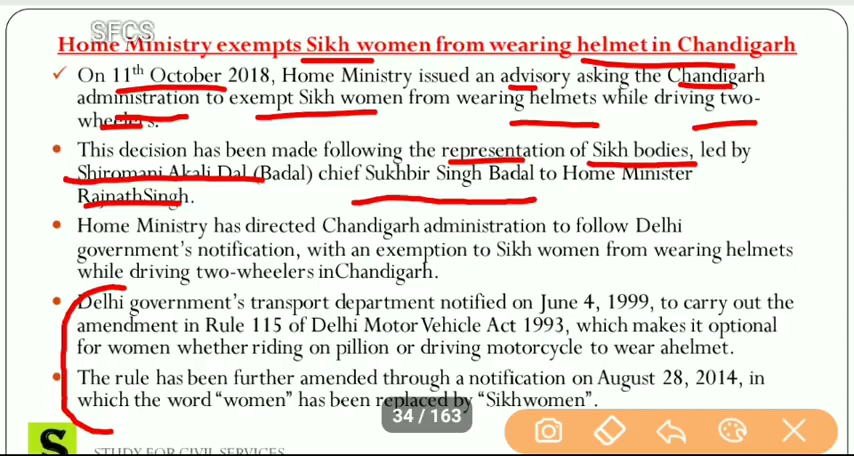 SFCS
Home Ministry exempts Sikh women from wearing helmet in Chandigarh
On 11th October 2018, Home Ministry issued an advisory asking the Chandigarh
administration to exempt Sikh women from wearing helmets while driving two-
wheelers.
This decision has been made following the representation of Sikh bodies, led by
Shiromani Akali Dal (Badal) chief Sukhbir Singh Badal to Home Minister
RajnathSingh.
Home Ministry has directed Chandigarh administration to follow Delhi
government's notification, with an exemption to Sikh women from wearing helmets
while driving two-wheelers inChandigarh.
Delhi government's transport department notified on June 4, 1999, to carry out the
amendment in Rule 115 of Delhi Motor Vehicle Act 1993, which makes it optional
for women whether riding on pillion or driving motorcycle to wear ahelmet.
The rule has been further amended through a notification on August 28, 2014, in
which the word "women" has been replaced by "Sikhwomen".
34 / 163
S
STUDY FOR CIVIL SERVICES